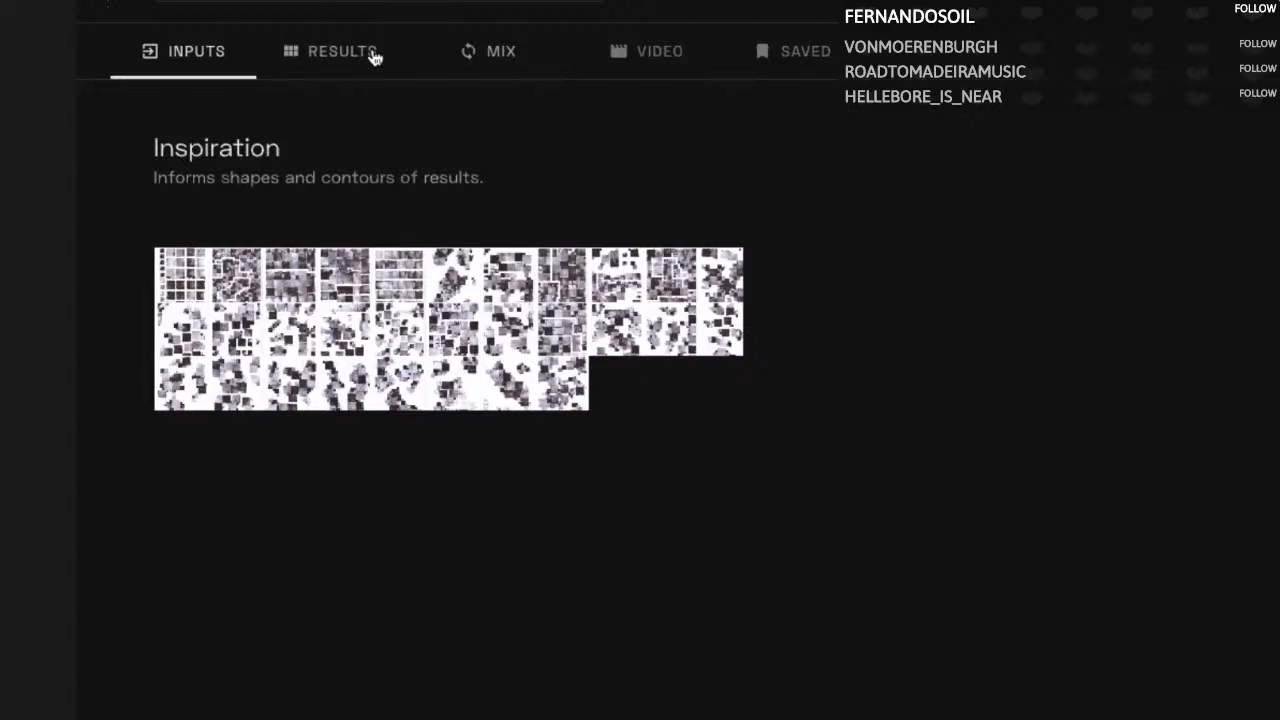 INPUTS
RESULTS
MIX
VIDEO
SAVED
FERNANDOSOIL
FOLLOW
VONMOERENBURGH
FOLLOW
ROADTOMADEIRAMUSIC
FOLLOW
HELLEBORE_IS_NEAR
FOLLOW
Inspiration
Informs shapes and contours of results.